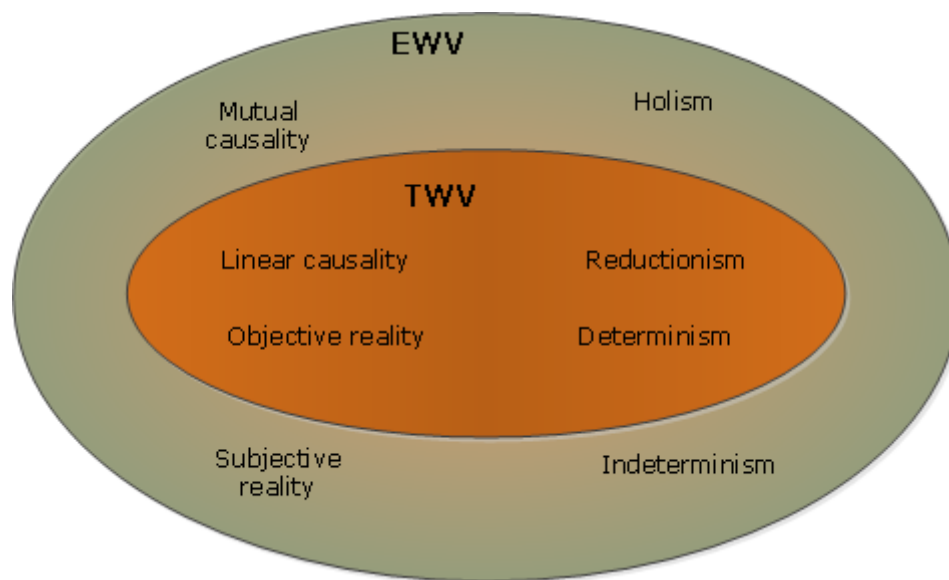 EWV
Mutual
causality
Holism
TWV
Linear causality
Reductionism
Objective reality
Determinism
Subjective
reality
Indeterminism